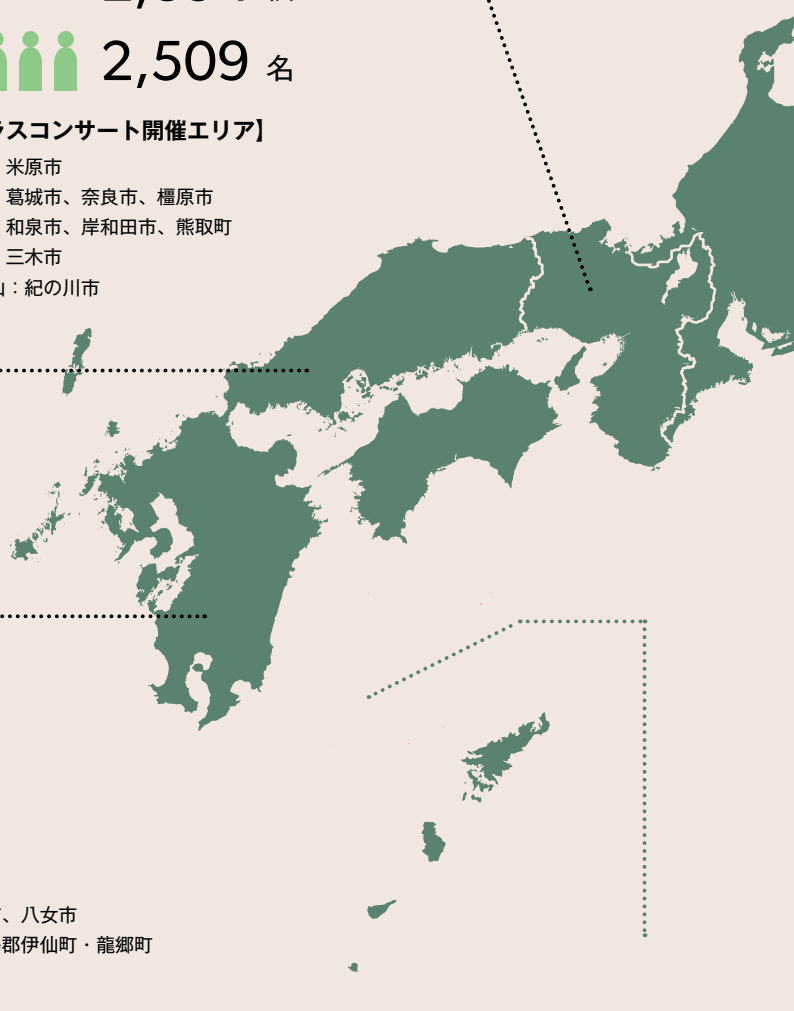 2,509 名
ラスコンサート開催エリア】
米原市
葛城市、奈良市、橿原市
和泉市、岸和田市、熊取町
三木市
山：紀の川市
、八女市
郡伊仙町・龍郷町